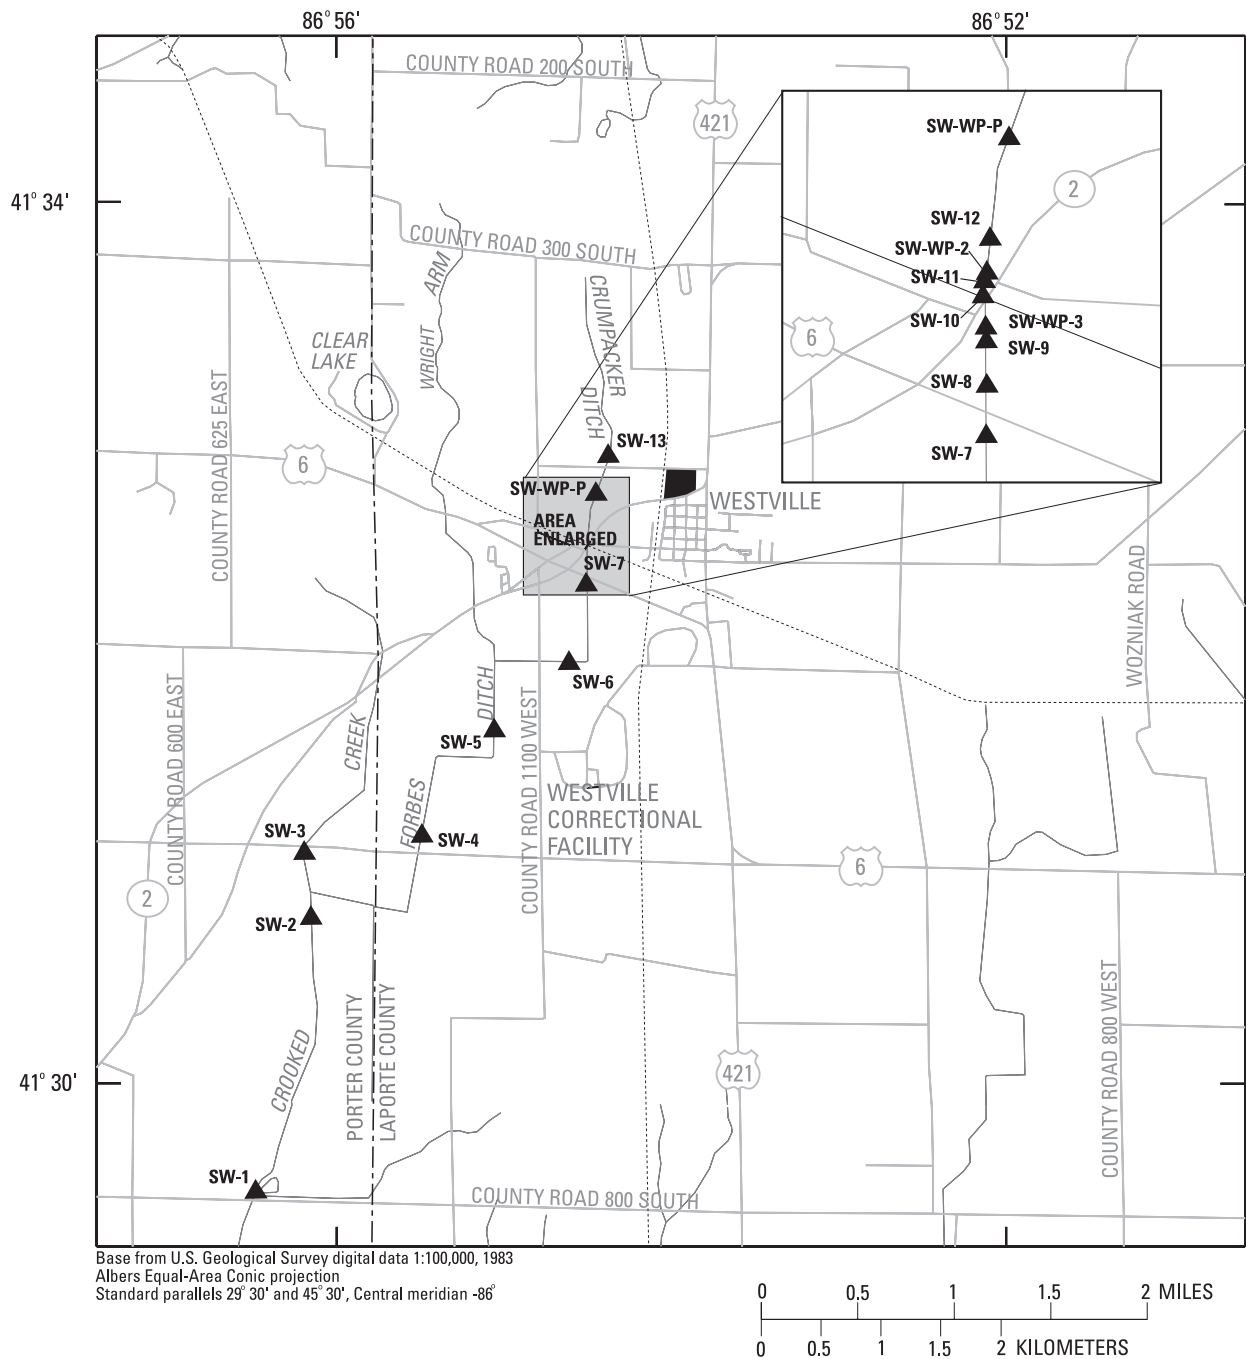 86° 56'
86° 52'
COUNTY ROAD 200 SOUTH
421
SW-WP-P
2
41° 34'
SW-12
SW-WP-2
SW-11
SW-10
SW-WP-3
SW-9
6
SW-8
SW-7
COUNTY ROAD 300 SOUTH
WRIGHT ARM
CRUMPACKER DITCH
CLEAR
LAKE
COUNTY ROAD 625 EAST
6
SW-13
SW-WP-P
AREA
ENLARGED
SW-7
WESTVILLE
WOZNIAK ROAD
SW-6
DITCH
COUNTY ROAD 600 EAST
CREEK
SW-5
COUNTY ROAD 1100 WEST
FORBES
WESTVILLE
CORRECTIONAL
FACILITY
SW-3
SW-4
6
2
SW-2
PORTER COUNTY
LAPORTE COUNTY
COUNTY ROAD 800 WEST
CROOKED
41° 30'
421
SW-1
COUNTY ROAD 800 SOUTH
Base from U.S. Geological Survey digital data 1:100,000, 1983
Albers Equal-Area Conic projection
Standard parallels 29° 30' and 45° 30', Central meridian -86°
0 0.5 1 1.5 2 MILES
0 0.5 1 1.5 2 KILOMETERS